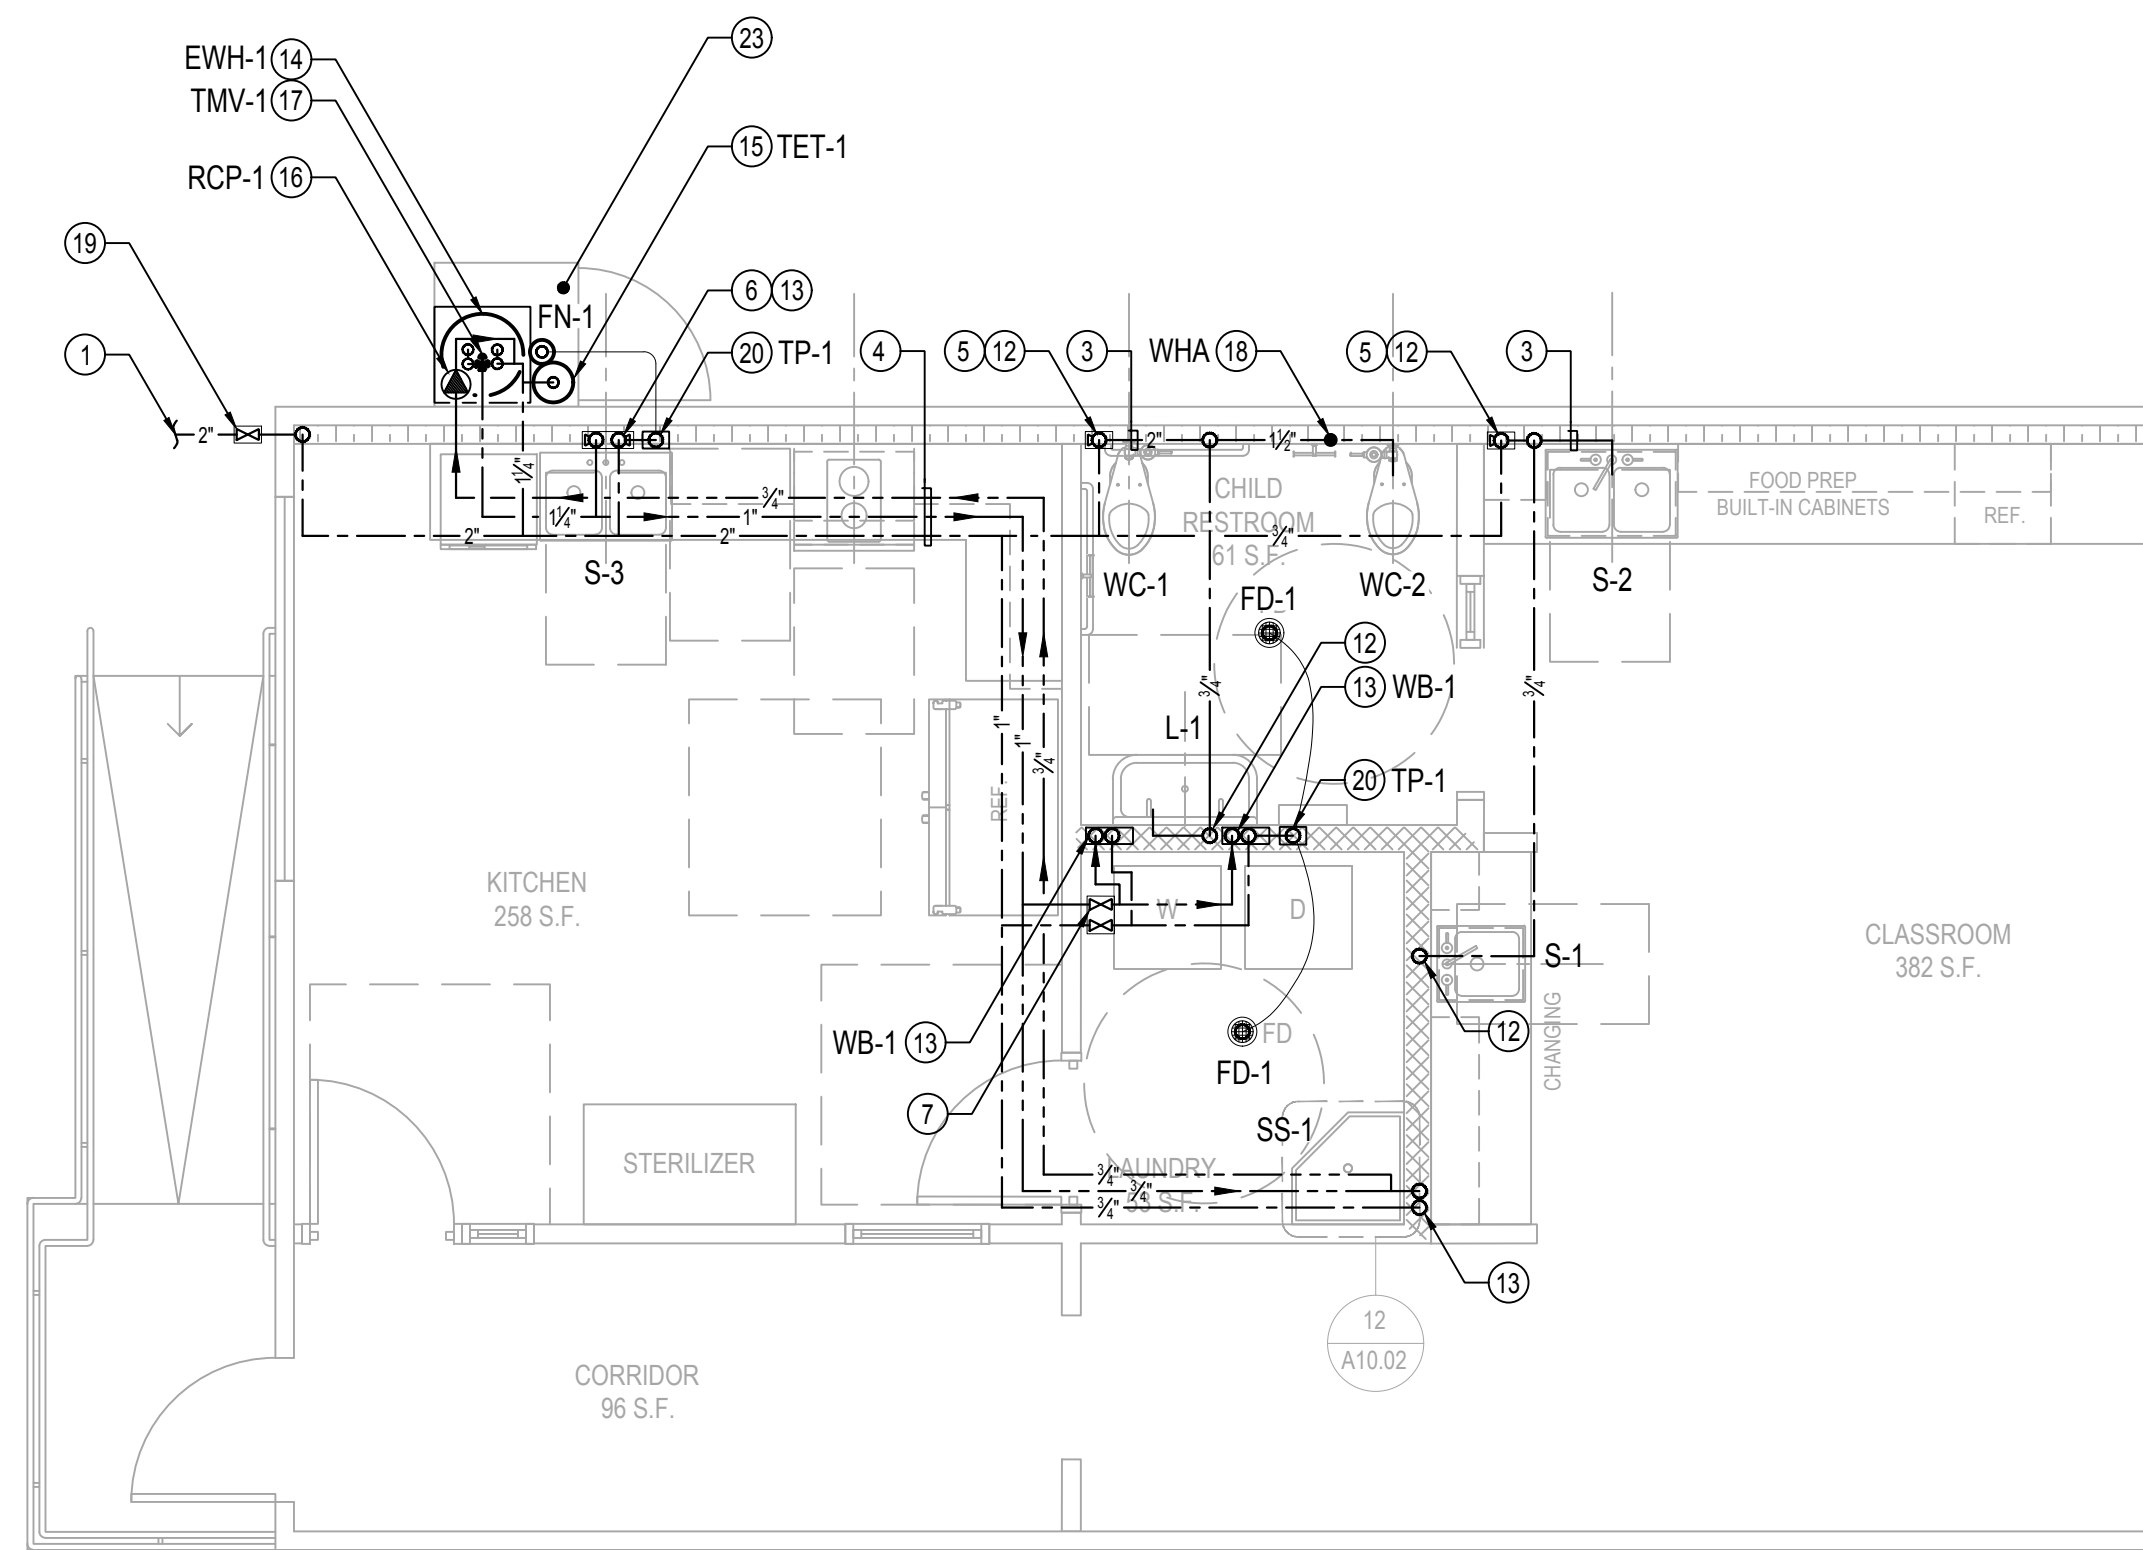 23
EWH-1 14
TMV-1 17
15 TET-1
RCP-1 16
19
6 13
FN-1
1
20 TP-1
4
5 12
3
WHA 18
5 12
3
2"
2"
1½"
1¼"
¾"
1¼"
1"
2"
2"
¾"
CHILD
RESTROOM
61 S.F.
FOOD PREP
BUILT-IN CABINETS
REF.
S-3
WC-1
WC-2
S-2
FD-1
12
13 WB-1
¾"
¾"
L-1
1"
1"
¾"
REF.
20 TP-1
KITCHEN
258 S.F.
W
D
CLASSROOM
382 S.F.
S-1
12
CHANGING
WB-1 13
FD
FD-1
7
SS-1
STERILIZER
LAUNDRY
53 S.F.
¾"
¾"
¾"
13
12
A10.02
CORRIDOR
96 S.F.